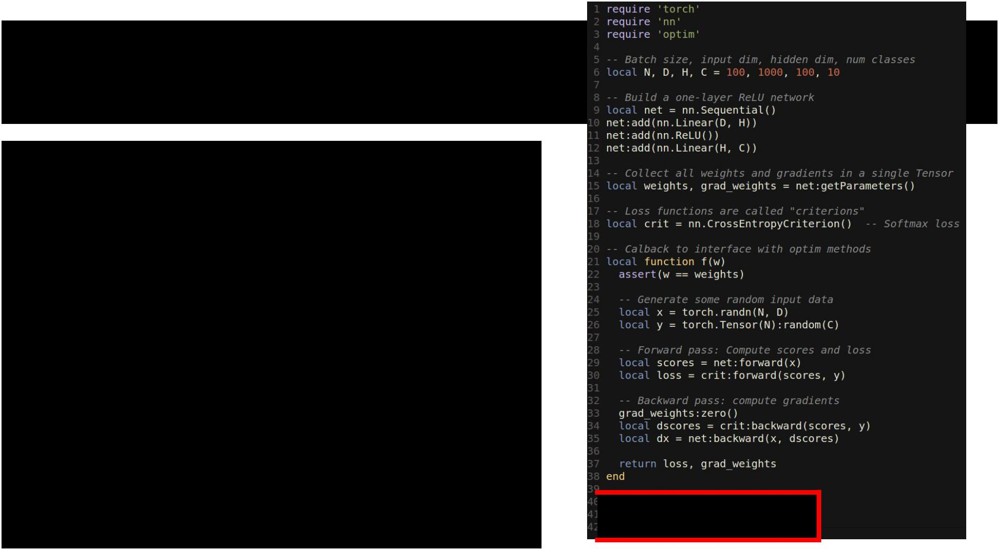 1 require 'torch'
2 require 'nn'
3 require 'optim'
4
5 -- Batch size, input dim, hidden dim, num classes
6 local N, D, H, C = 100, 1000, 100, 10
7
8 -- Build a one-layer ReLU network
9 local net = nn.Sequential()
10 net:add(nn.Linear(D, H))
11 net:add(nn.ReLU())
12 net:add(nn.Linear(H, C))
13
14 -- Collect all weights and gradients in a single Tensor
15 local weights, grad_weights = net:getParameters()
16
17 -- Loss functions are called "criterions"
18 local crit = nn.CrossEntropyCriterion()  -- Softmax loss
19
20 -- Calback to interface with optim methods
21 local function f(w)
22   assert(w == weights)
23
24   -- Generate some random input data
25   local x = torch.randn(N, D)
26   local y = torch.Tensor(N):random(C)
27
28   -- Forward pass: Compute scores and loss
29   local scores = net:forward(x)
30   local loss = crit:forward(scores, y)
31
32   -- Backward pass: compute gradients
33   grad_weights:zero()
34   local dscores = crit:backward(scores, y)
35   local dx = net:backward(x, dscores)
36
37   return loss, grad_weights
38 end
39
40
41
42